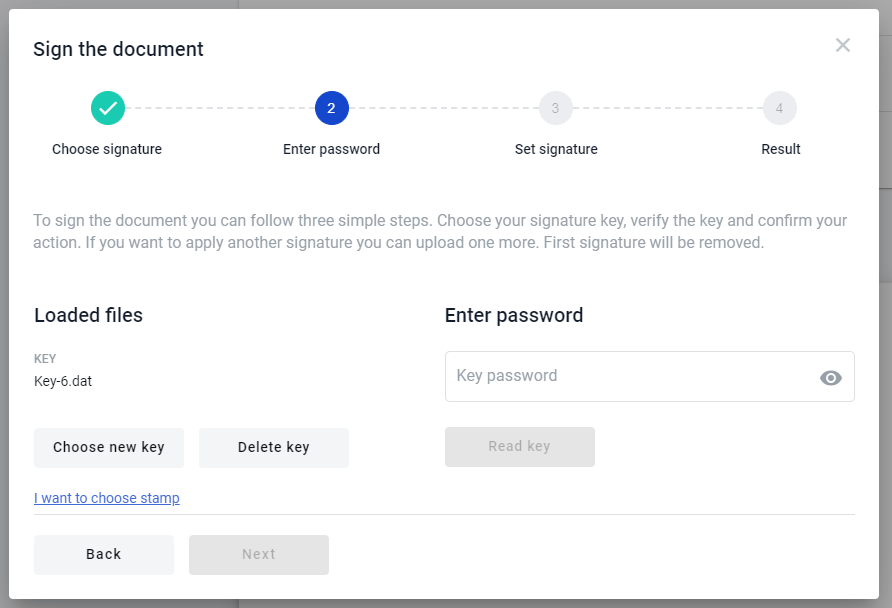 Sign the document
2
3
4
Choose signature
Enter password
Set signature
Result
To sign the document you can follow three simple steps. Choose your signature key, verify the key and confirm your
action. If you want to apply another signature you can upload one more. First signature will be removed.
Loaded files
KEY
Key-6.dat
Choose new key
Delete key
I want to choose stamp
Enter password
Key password
Read key
Back
Next